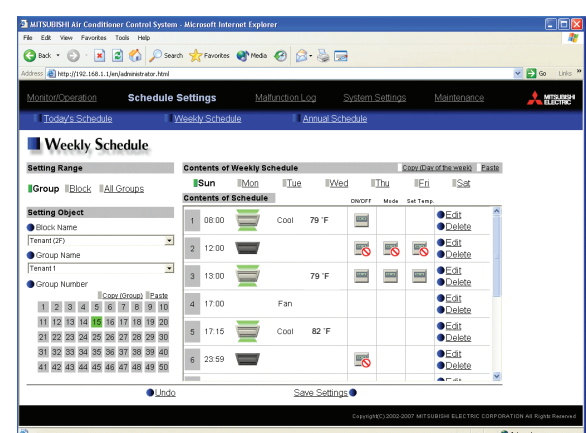 MITSUBISHI Air Conditioner Control System - Microsoft Internet Explorer
File Edit View Favorites Tools Help
Back Search Favorites Media
Address http://192.168.1.1/en/administrator.html Go Links »
Monitor/Operation Schedule Settings Malfunction Log System Settings Maintenance MITSUBISHI ELECTRIC
Today's Schedule Weekly Schedule Annual Schedule
Weekly Schedule
Setting Range
Group Block All Groups
Setting Object
Block Name
Tenant (2F)
Group Name
Tenant 1
Group Number
Copy (Group) Paste
1 2 3 4 5 6 7 8 9 10
11 12 13 14 15 16 17 18 19 20
21 22 23 24 25 26 27 28 29 30
31 32 33 34 35 36 37 38 39 40
41 42 43 44 45 46 47 48 49 50
Contents of Weekly Schedule Copy (Day of the week) Paste
Sun Mon Tue Wed Thu Fri Sat
Contents of Schedule ON/OFF Mode Set Temp.
1 08:00 Cool 79 °F Edit
Delete
2 12:00 Edit
Delete
3 13:00 79 °F Edit
Delete
4 17:00 Fan Edit
Delete
5 17:15 Cool 82 °F Edit
Delete
6 23:59 Edit
Delete
Undo Save Settings
Copyright(C) 2002-2007 MITSUBISHI ELECTRIC CORPORATION All Rights Reserved